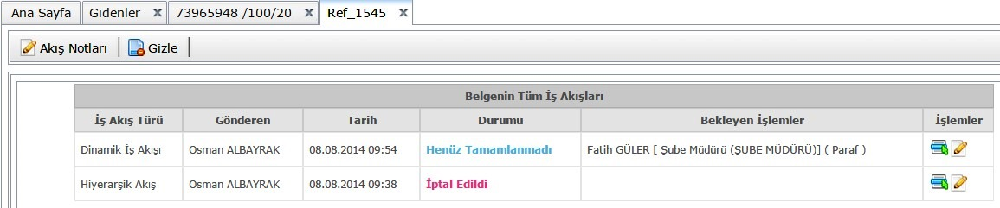 Ana Sayfa Gidenler 73965948 /100/20 Ref_1545
Akış Notları Gizle
Belgenin Tüm İş Akışları
İş Akış Türü Gönderen Tarih Durumu Bekleyen İşlemler İşlemler
Dinamik İş Akışı Osman ALBAYRAK 08.08.2014 09:54 Henüz Tamamlanmadı Fatih GÜLER [ Şube Müdürü (ŞUBE MÜDÜRÜ)] ( Paraf )
Hiyerarşik Akış Osman ALBAYRAK 08.08.2014 09:38 İptal Edildi